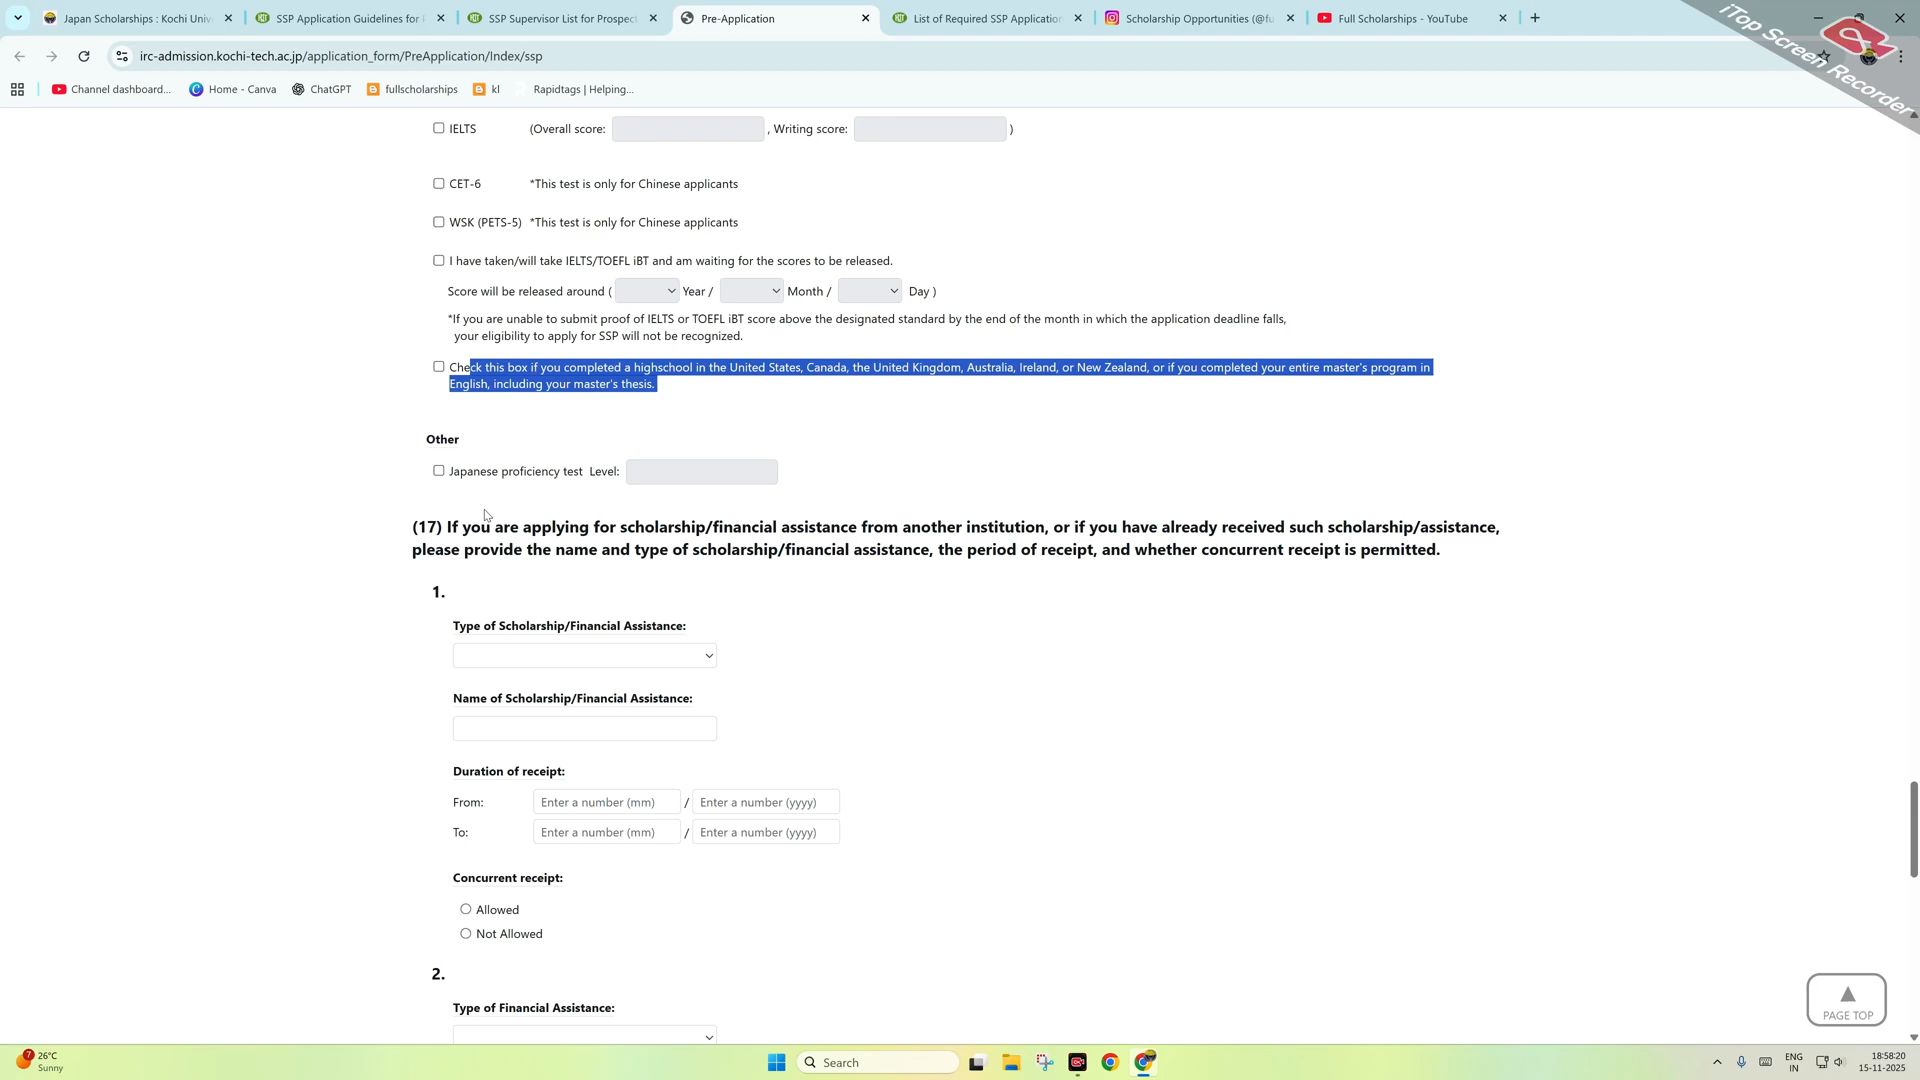 Japan Scholarships : Kochi Univ
SSP Application Guidelines for
SSP Supervisor List for Prospect
Pre-Application
List of Required SSP Application
Scholarship Opportunities (@fu
Full Scholarships - YouTube
iTop Screen Recorder
irc-admission.kochi-tech.ac.jp/application_form/PreApplication/Index/ssp
Channel dashboard...
Home - Canva
ChatGPT
fullscholarships
kl
Rapidtags | Helping...
IELTS (Overall score: , Writing score: )
CET-6 *This test is only for Chinese applicants
WSK (PETS-5) *This test is only for Chinese applicants
I have taken/will take IELTS/TOEFL iBT and am waiting for the scores to be released.
Score will be released around ( Year / Month / Day )
*If you are unable to submit proof of IELTS or TOEFL iBT score above the designated standard by the end of the month in which the application deadline falls,
your eligibility to apply for SSP will not be recognized.
Check this box if you completed a highschool in the United States, Canada, the United Kingdom, Australia, Ireland, or New Zealand, or if you completed your entire master's program in
English, including your master's thesis.
Other
Japanese proficiency test Level:
(17) If you are applying for scholarship/financial assistance from another institution, or if you have already received such scholarship/assistance,
please provide the name and type of scholarship/financial assistance, the period of receipt, and whether concurrent receipt is permitted.
1.
Type of Scholarship/Financial Assistance:
Name of Scholarship/Financial Assistance:
Duration of receipt:
From: Enter a number (mm) / Enter a number (yyyy)
To: Enter a number (mm) / Enter a number (yyyy)
Concurrent receipt:
Allowed
Not Allowed
2.
Type of Financial Assistance:
PAGE TOP
7
26°C
Sunny
Search
ENG
IN
18:58:20
15-11-2025